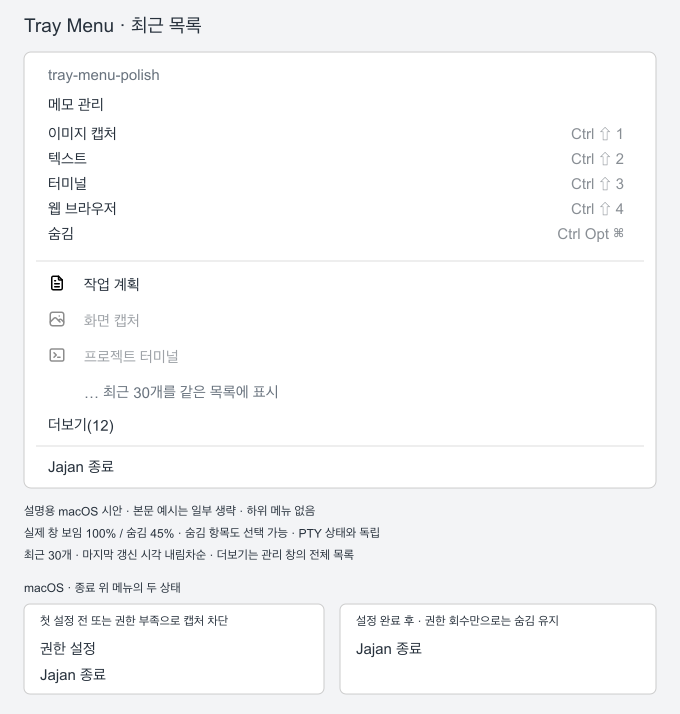 Tray Menu · 최근 목록
tray-menu-polish
메모 관리
이미지 캡처 Ctrl ⇧ 1
텍스트 Ctrl ⇧ 2
터미널 Ctrl ⇧ 3
웹 브라우저 Ctrl ⇧ 4
숨김 Ctrl Opt ⌘
작업 계획
화면 캡처
프로젝트 터미널
… 최근 30개를 같은 목록에 표시
더보기(12)
Jajan 종료
설명용 macOS 시안 · 본문 예시는 일부 생략 · 하위 메뉴 없음
실제 창 보임 100% / 숨김 45% · 숨김 항목도 선택 가능 · PTY 상태와 독립
최근 30개 · 마지막 갱신 시각 내림차순 · 더보기는 관리 창의 전체 목록
macOS · 종료 위 메뉴의 두 상태
첫 설정 전 또는 권한 부족으로 캡처 차단
권한 설정
Jajan 종료
설정 완료 후 · 권한 회수만으로는 숨김 유지
Jajan 종료